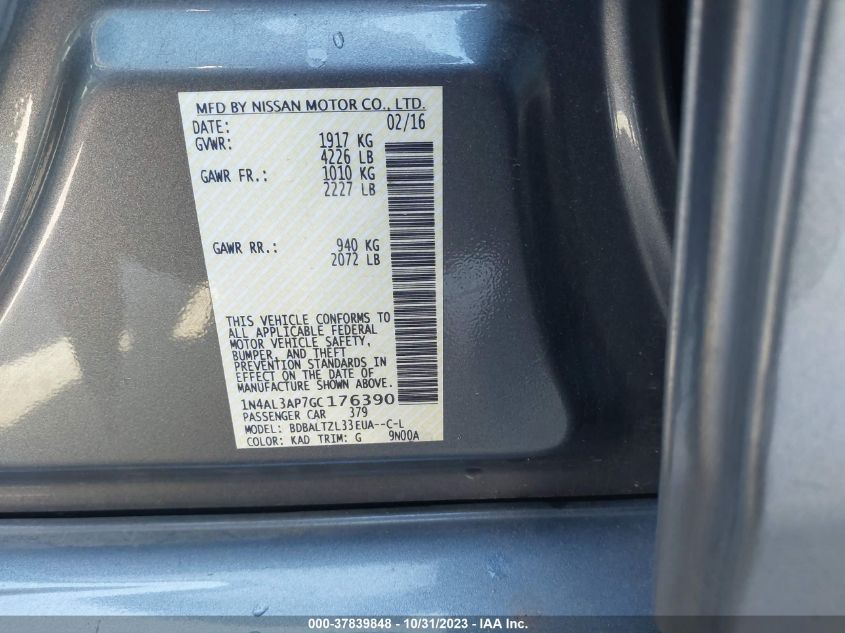 MFD BY NISSAN MOTOR CO., LTD.
DATE: 02/16
GVWR: 1917 KG
4226 LB
GAWR FR.: 1010 KG
2227 LB
GAWR RR.: 940 KG
2072 LB
THIS VEHICLE CONFORMS TO
ALL APPLICABLE FEDERAL
MOTOR VEHICLE SAFETY,
BUMPER, AND THEFT
PREVENTION STANDARDS IN
EFFECT ON THE DATE OF
MANUFACTURE SHOWN ABOVE.
1N4AL3AP7GC176390
PASSENGER CAR 379
MODEL: BDBALTZL33EUA--C-L
COLOR: KAD TRIM: G 9N00A
000-37839848 - 10/31/2023 - IAA Inc.